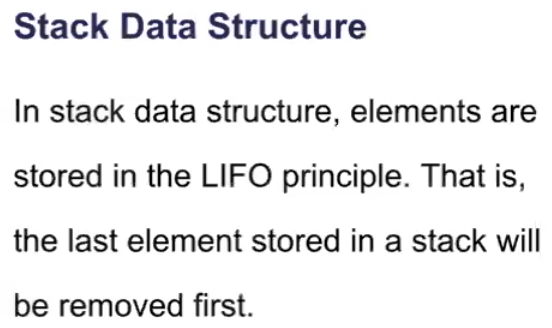 Stack Data Structure
In stack data structure, elements are
stored in the LIFO principle. That is,
the last element stored in a stack will
be removed first.